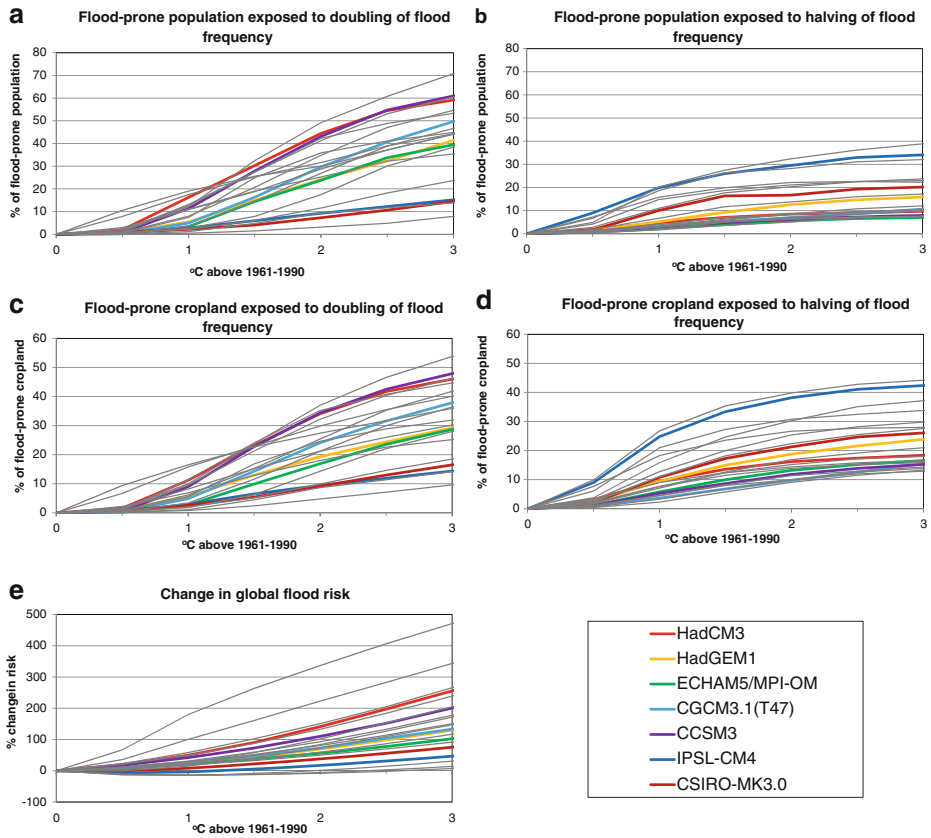 a
Flood-prone population exposed to doubling of flood
frequency
% of flood-prone population
80
70
60
50
40
30
20
10
0
0 1 2 3
ºC above 1961-1990
b
Flood-prone population exposed to halving of flood
frequency
% of flood-prone population
80
70
60
50
40
30
20
10
0
0 1 2 3
ºC above 1961-1990
c
Flood-prone cropland exposed to doubling of flood
frequency
% of flood-prone cropland
60
50
40
30
20
10
0
0 1 2 3
ºC above 1961-1990
d
Flood-prone cropland exposed to halving of flood
frequency
% of flood-prone cropland
60
50
40
30
20
10
0
0 1 2 3
ºC above 1961-1990
e
Change in global flood risk
% changein risk
500
400
300
200
100
0
-100
0 1 2 3
ºC above 1961-1990
HadCM3
HadGEM1
ECHAM5/MPI-OM
CGCM3.1(T47)
CCSM3
IPSL-CM4
CSIRO-MK3.0